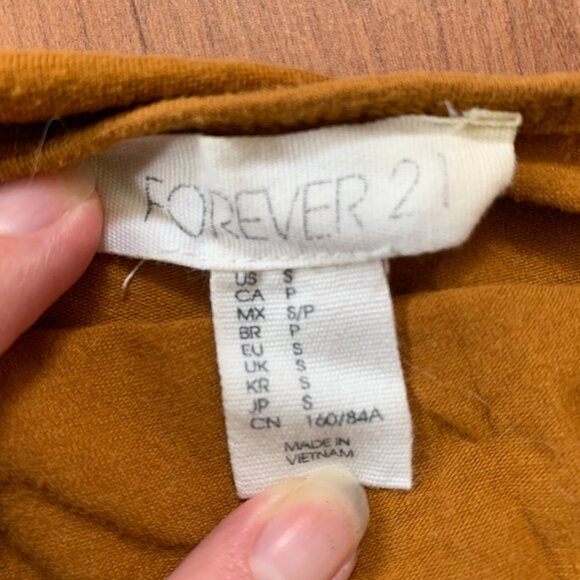 FOREVER 21
US S
CA P
MX S/P
BR P
EU S
UK S
KR S
JP S
CN 160/84A
MADE IN
VIETNAM